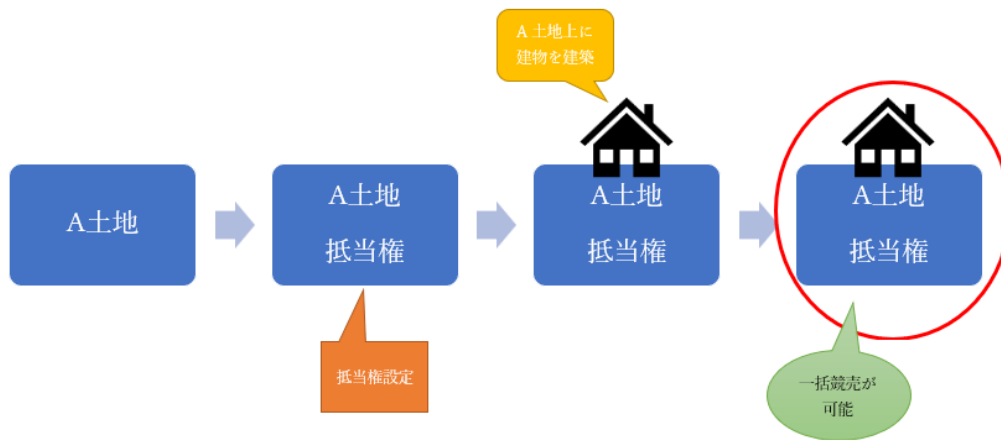 A 土地上に
建物を建築
A土地
A土地
抵当権
A土地
抵当権
A土地
抵当権
抵当権設定
一括競売が
可能